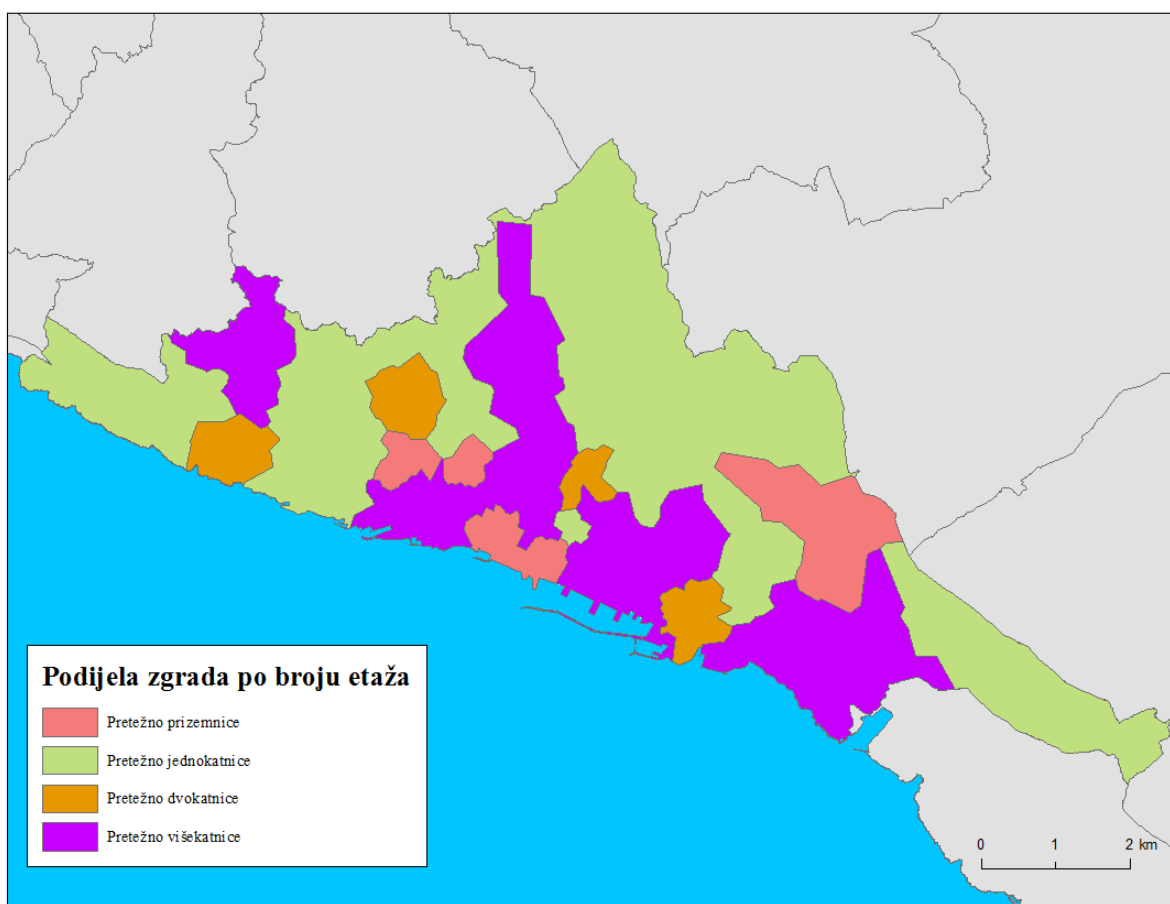 Podijela zgrada po broju etaža
Pretežno prizemnice
Pretežno jednokatnice
Pretežno dvokatnice
Pretežno višekatnice
0 1 2 km